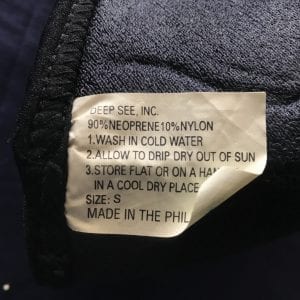 DEEP SEE, INC.
90%NEOPRENE10%NYLON
1.WASH IN COLD WATER
2.ALLOW TO DRIP DRY OUT OF SUN
3.STORE FLAT OR ON A HAN
IN A COOL DRY PLACE
SIZE: S
MADE IN THE PHIL